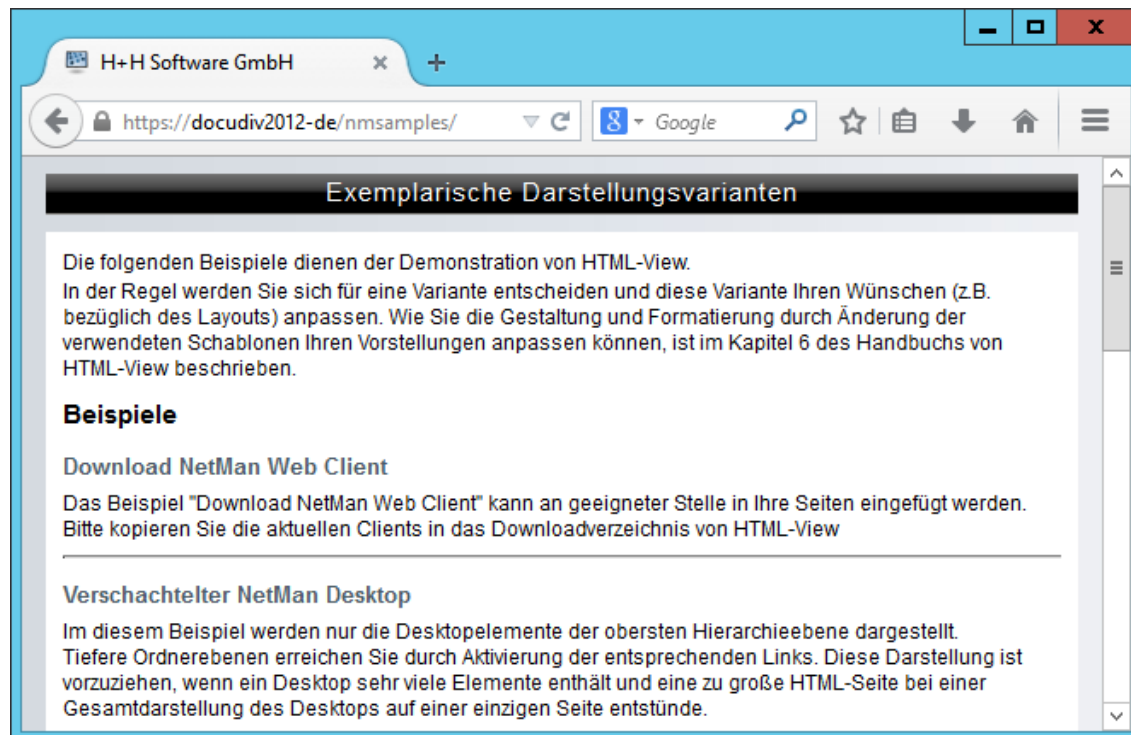 H+H Software GmbH
https://docudiv2012-de/nmsamples/
Google
Exemplarische Darstellungsvarianten
Die folgenden Beispiele dienen der Demonstration von HTML-View.
In der Regel werden Sie sich für eine Variante entscheiden und diese Variante Ihren Wünschen (z.B.
bezüglich des Layouts) anpassen. Wie Sie die Gestaltung und Formatierung durch Änderung der
verwendeten Schablonen Ihren Vorstellungen anpassen können, ist im Kapitel 6 des Handbuchs von
HTML-View beschrieben.
Beispiele
Download NetMan Web Client
Das Beispiel "Download NetMan Web Client" kann an geeigneter Stelle in Ihre Seiten eingefügt werden.
Bitte kopieren Sie die aktuellen Clients in das Downloadverzeichnis von HTML-View
Verschachtelter NetMan Desktop
Im diesem Beispiel werden nur die Desktopelemente der obersten Hierarchieebene dargestellt.
Tiefere Ordnerebenen erreichen Sie durch Aktivierung der entsprechenden Links. Diese Darstellung ist
vorzuziehen, wenn ein Desktop sehr viele Elemente enthält und eine zu große HTML-Seite bei einer
Gesamtdarstellung des Desktops auf einer einzigen Seite entstünde.